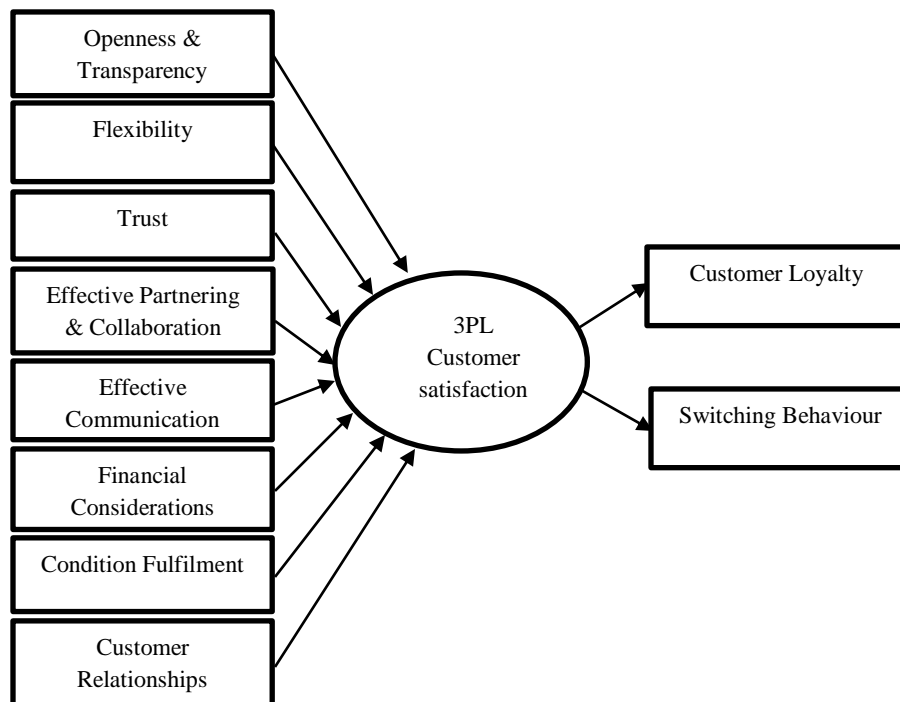 Openness &
Transparency
Flexibility
Trust
Effective Partnering
& Collaboration
Effective
Communication
Financial
Considerations
Condition Fulfilment
Customer
Relationships
3PL
Customer
satisfaction
Customer Loyalty
Switching Behaviour